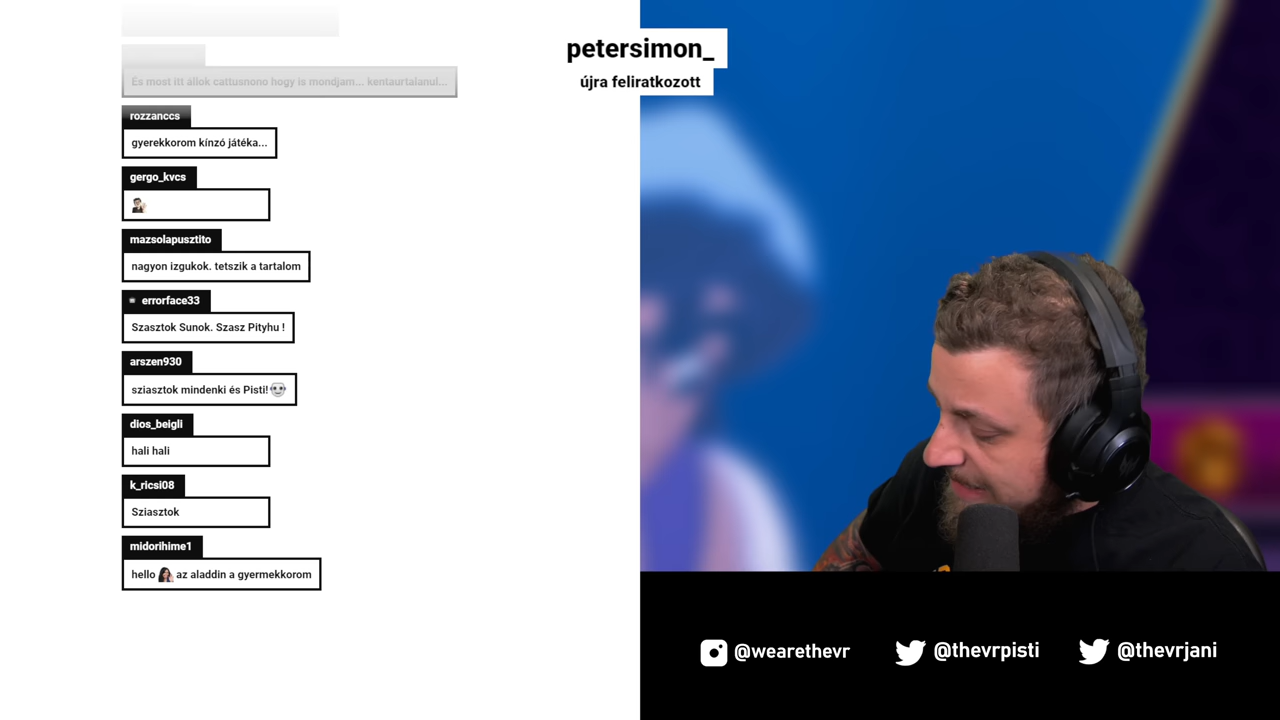 És most itt állok cattusnono hogy is mondjam... kentaurtalanul...
rozzanccs
gyerekkorom kínzó játéka...
gergo_kvcs
mazsolapusztito
nagyon izgukok. tetszik a tartalom
errorface33
Szasztok Sunok. Szasz Pityhu !
arszen930
sziasztok mindenki és Pisti!
dios_beigli
hali hali
k_ricsi08
Sziasztok
midorihime1
hello az aladdin a gyermekkorom
petersimon_
újra feliratkozott
@wearethevr
@thevrpisti
@thevrjani